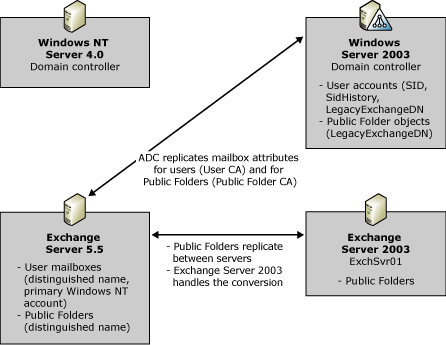 Windows NT
Server 4.0
Domain controller
Windows
Server 2003
Domain controller
- User accounts (SID,
SidHistory,
LegacyExchangeDN)
- Public Folder objects
(LegacyExchangeDN)
ADC replicates mailbox attributes
for users (User CA) and for
Public Folders (Public Folder CA)
Exchange
Server 5.5
- User mailboxes
(distinguished name,
primary Windows NT
account)
- Public Folders
(distinguished name)
- Public Folders replicate
between servers
- Exchange Server 2003
handles the conversion
Exchange
Server 2003
ExchSvr01
- Public Folders